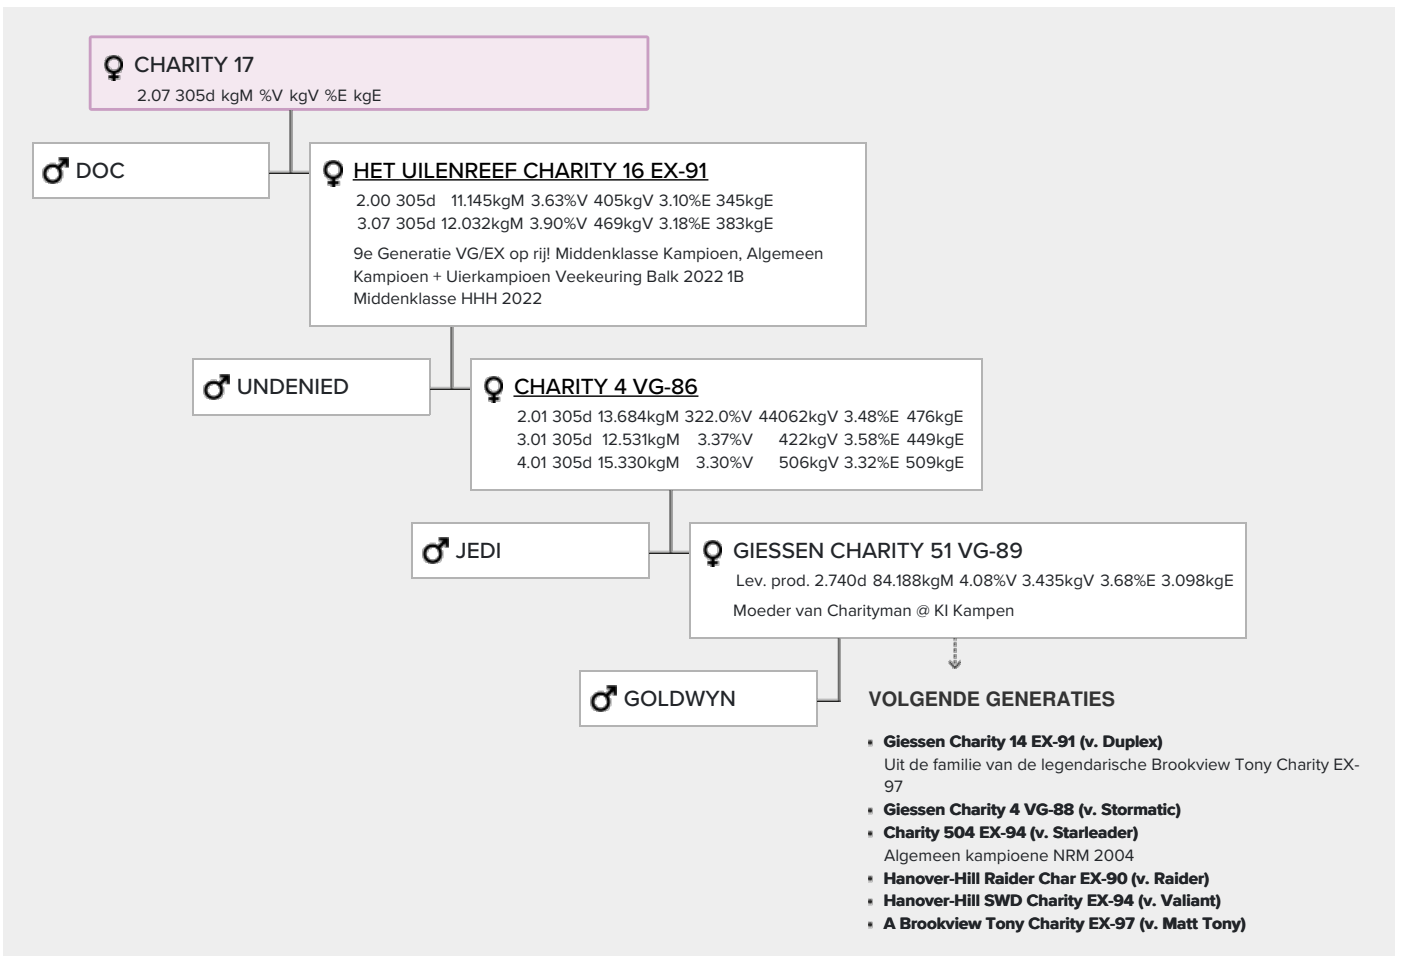 CHARITY 17
2.07 305d kgM %V kgV %E kgE
DOC
HET UILENREEF CHARITY 16 EX-91
2.00 305d 11.145kgM 3.63%V 405kgV 3.10%E 345kgE
3.07 305d 12.032kgM 3.90%V 469kgV 3.18%E 383kgE
9e Generatie VG/EX op rij! Middenklasse Kampioen, Algemeen
Kampioen + Uierkampioen Veekeuring Balk 2022 1B
Middenklasse HHH 2022
UNDENIED
CHARITY 4 VG-86
2.01 305d 13.684kgM 322.0%V 44062kgV 3.48%E 476kgE
3.01 305d 12.531kgM 3.37%V 422kgV 3.58%E 449kgE
4.01 305d 15.330kgM 3.30%V 506kgV 3.32%E 509kgE
JEDI
GIESSEN CHARITY 51 VG-89
Lev. prod. 2.740d 84.188kgM 4.08%V 3.435kgV 3.68%E 3.098kgE
Moeder van Charityman @ KI Kampen
GOLDWYN
VOLGENDE GENERATIES
Giessen Charity 14 EX-91 (v. Duplex)
Uit de familie van de legendarische Brookview Tony Charity EX-
97
Giessen Charity 4 VG-88 (v. Stormatic)
Charity 504 EX-94 (v. Starleader)
Algemeen kampioene NRM 2004
Hanover-Hill Raider Char EX-90 (v. Raider)
Hanover-Hill SWD Charity EX-94 (v. Valiant)
A Brookview Tony Charity EX-97 (v. Matt Tony)